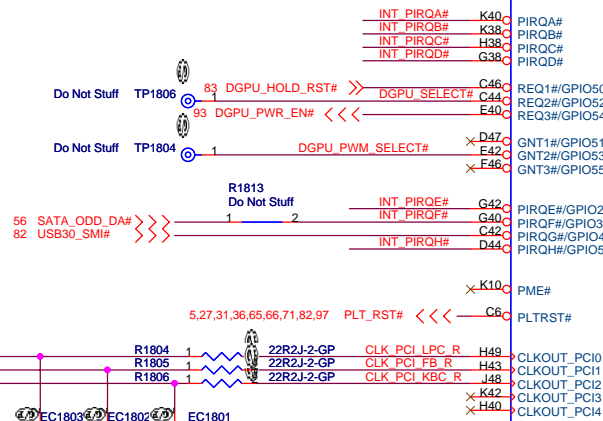 INT_PIRQA# K40 PIRQA#
INT_PIRQB# K38 PIRQB#
INT_PIRQC# H38 PIRQC#
INT_PIRQD# G38 PIRQD#
83 DGPU_HOLD_RST# C46 REQ1#/GPIO50
Do Not Stuff TP1806 1 DGPU_SELECT# C44 REQ2#/GPIO52
93 DGPU_PWR_EN# E40 REQ3#/GPIO54
D47 GNT1#/GPIO51
Do Not Stuff TP1804 1 DGPU_PWM_SELECT# E42 GNT2#/GPIO53
F46 GNT3#/GPIO55
R1813
Do Not Stuff
INT_PIRQE# G42 PIRQE#/GPIO2
56 SATA_ODD_DA# 1 2 INT_PIRQF# G40 PIRQF#/GPIO3
82 USB30_SMI# C42 PIRQG#/GPIO4
INT_PIRQH# D44 PIRQH#/GPIO5
K10 PME#
5,27,31,36,65,66,71,82,97 PLT_RST# C6 PLTRST#
R1804 1 22R2J-2-GP CLK_PCI_LPC_R H49 CLKOUT_PCI0
R1805 1 22R2J-2-GP CLK_PCI_FB_R H43 CLKOUT_PCI1
R1806 1 22R2J-2-GP CLK_PCI_KBC_R J48 CLKOUT_PCI2
K42 CLKOUT_PCI3
H40 CLKOUT_PCI4
EC1803 EC1802 EC1801